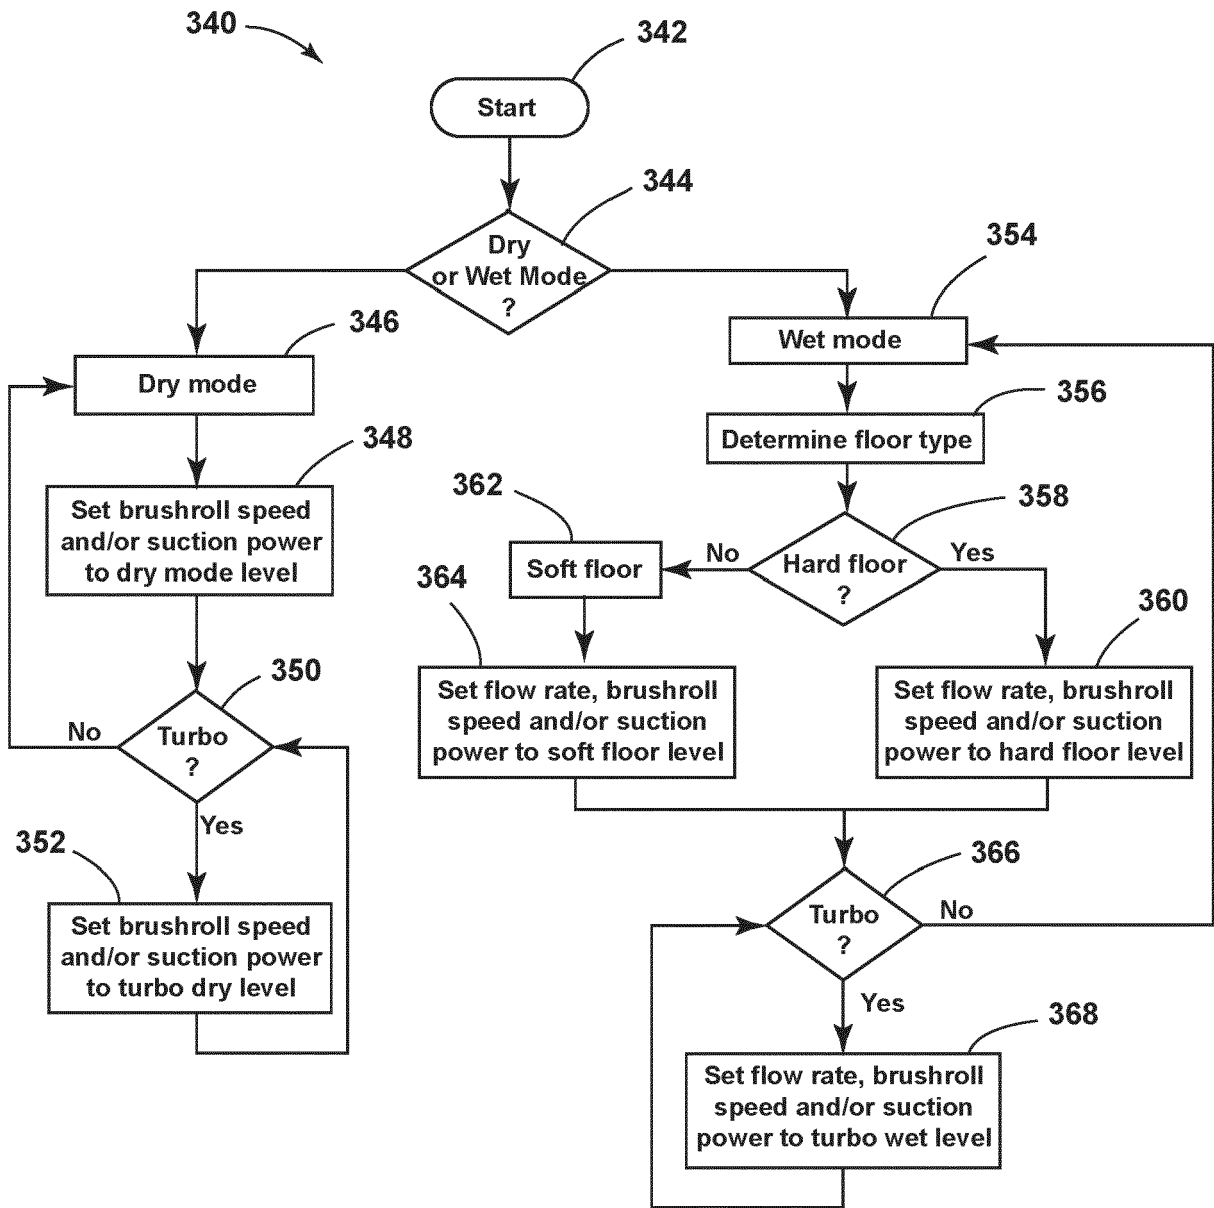 340
342
Start
344
Dry
or Wet Mode
?
354
346
Wet mode
Dry mode
356
Determine floor type
348
Set brushroll speed
and/or suction power
to dry mode level
362
358
Soft floor
No
Hard floor
?
Yes
364
360
Set flow rate, brushroll
speed and/or suction
power to soft floor level
Set flow rate, brushroll
speed and/or suction
power to hard floor level
350
Turbo
?
No
Yes
352
Set brushroll speed
and/or suction power
to turbo dry level
366
Turbo
?
No
Yes
368
Set flow rate, brushroll
speed and/or suction
power to turbo wet level